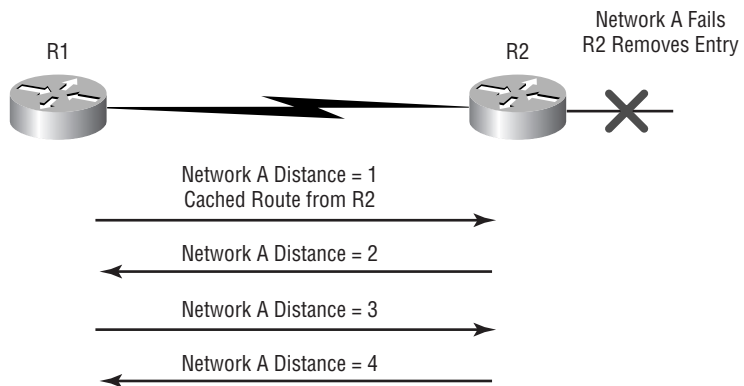 Network A Fails
R2 Removes Entry
R1
R2
Network A Distance = 1
Cached Route from R2
Network A Distance = 2
Network A Distance = 3
Network A Distance = 4